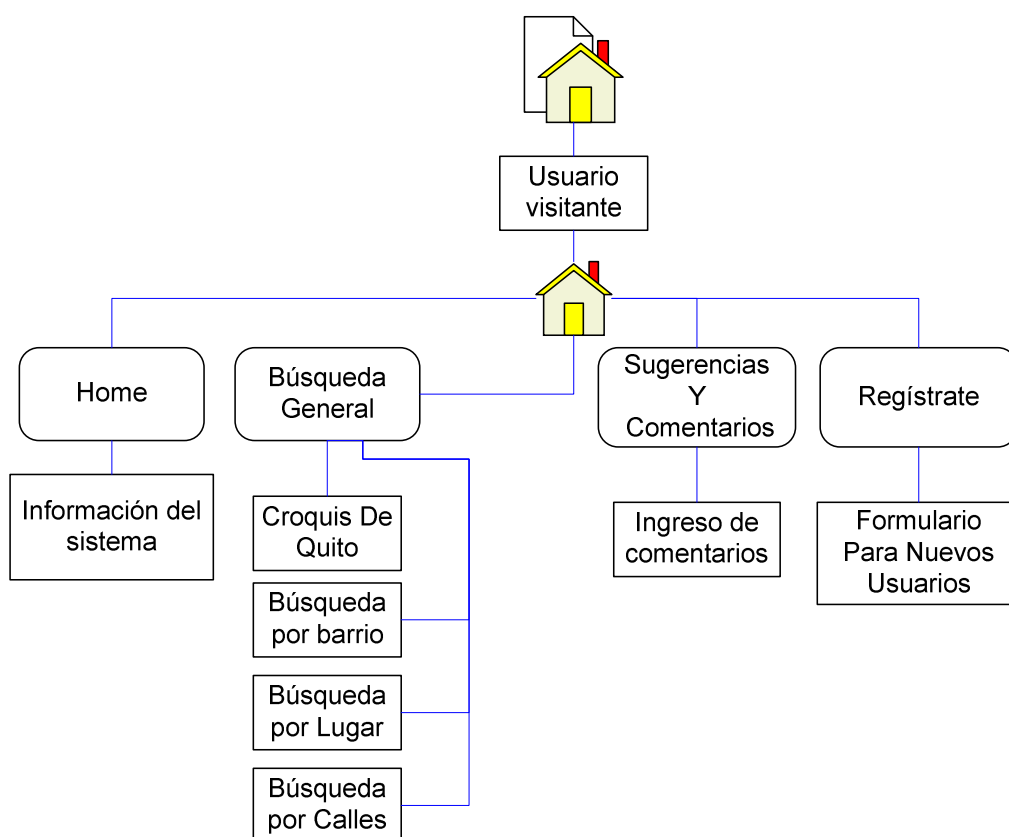 Usuario
visitante
Home
Búsqueda
General
Sugerencias
Y
Comentarios
Regístrate
Información del
sistema
Croquis De
Quito
Búsqueda
por barrio
Búsqueda
por Lugar
Búsqueda
por Calles
Ingreso de
comentarios
Formulario
Para Nuevos
Usuarios